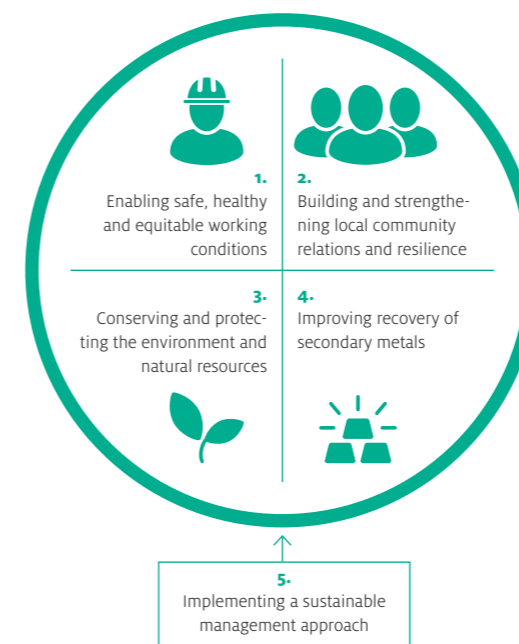 1.
Enabling safe, healthy
and equitable working
conditions
2.
Building and strengthe-
ning local community
relations and resilience
3.
Conserving and protec-
ting the environment and
natural resources
4.
Improving recovery of
secondary metals
5.
Implementing a sustainable
management approach